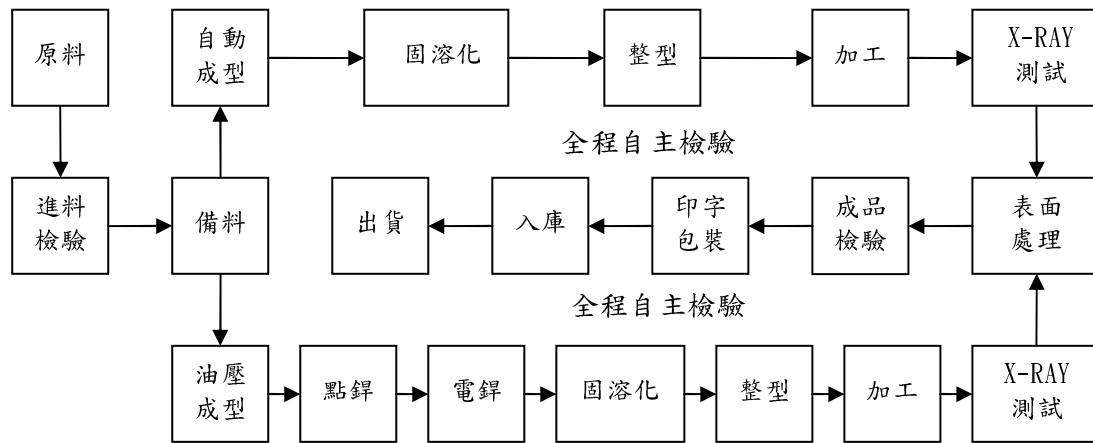 原料
自動
成型
固溶化
整型
加工
X-RAY
測試
全程自主檢驗
進料
檢驗
備料
出貨
入庫
印字
包裝
成品
檢驗
表面
處理
全程自主檢驗
油壓
成型
點銲
電銲
固溶化
整型
加工
X-RAY
測試